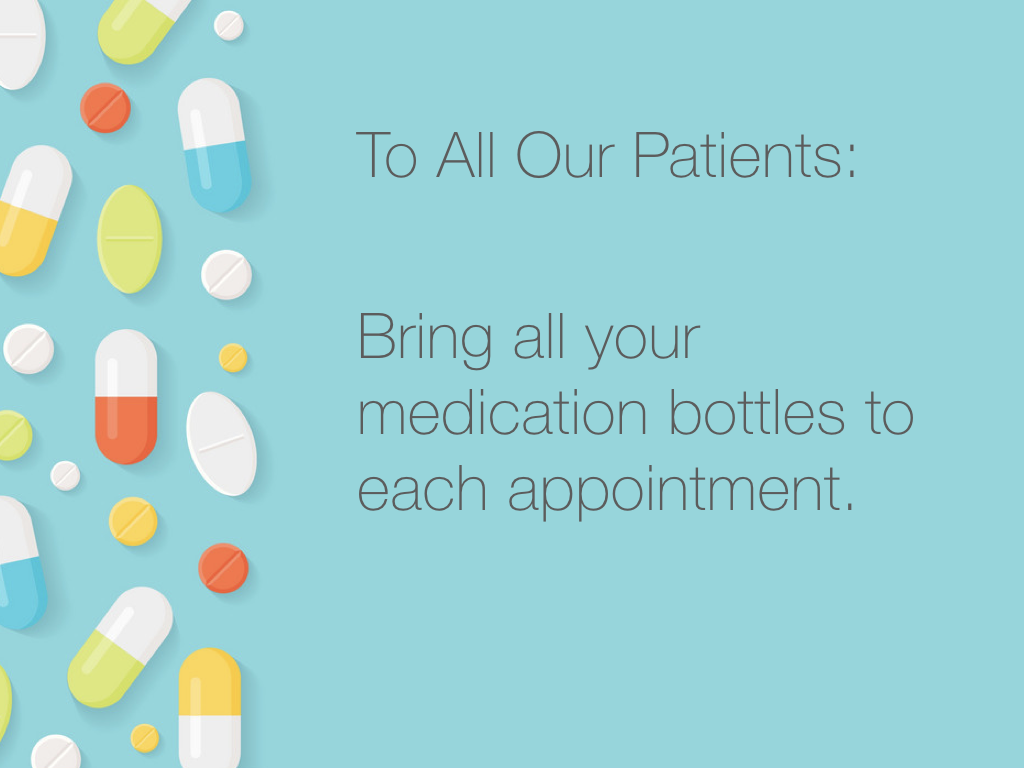 To All Our Patients:
Bring all your
medication bottles to
each appointment.